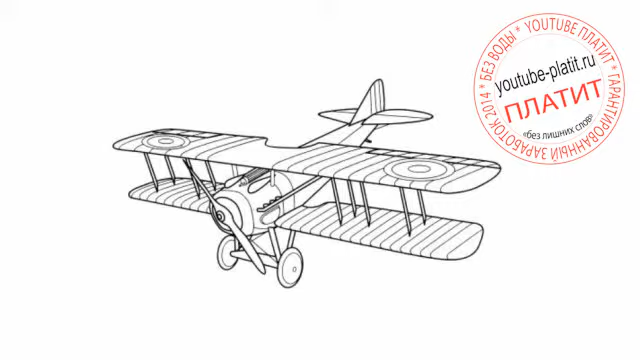 БЕЗ ВОДЫ * YOUTUBE ПЛАТИТ * ГАРАНТИРОВАННЫЙ ЗАРАБОТОК 2014 *
youtube-platit.ru
ПЛАТИТ
«без лишних слов»